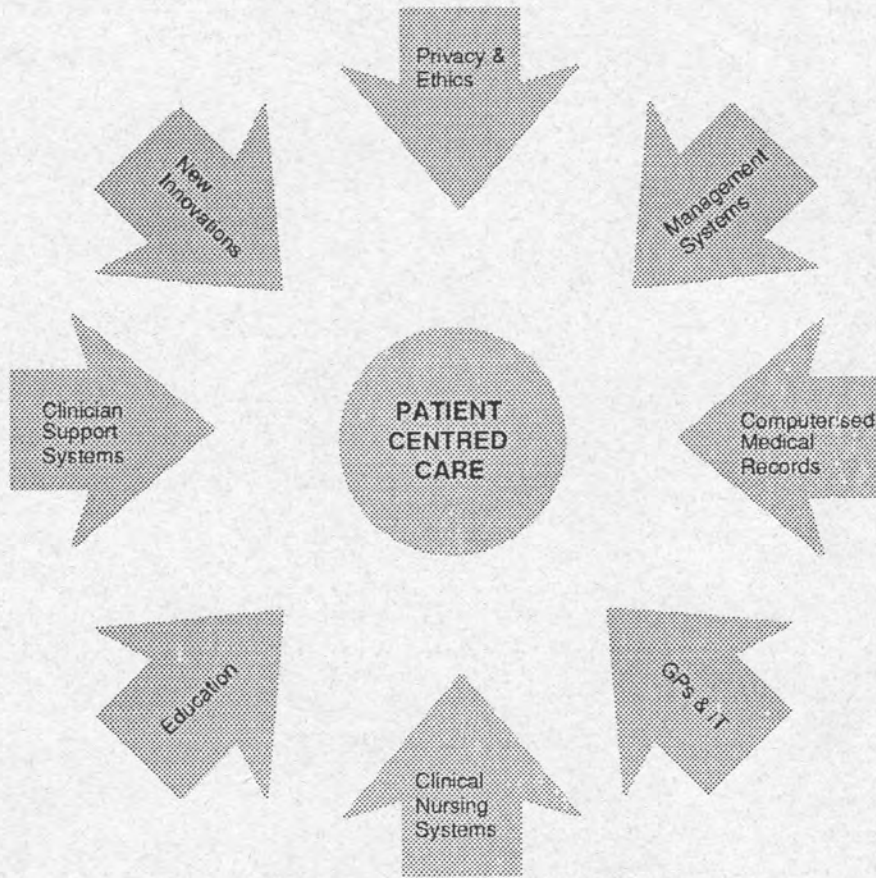 Privacy &
Ethics
New
Innovations
Management
Systems
Clinician
Support
Systems
PATIENT
CENTRED
CARE
Computerised
Medical
Records
Education
GPs & IT
Clinical
Nursing
Systems